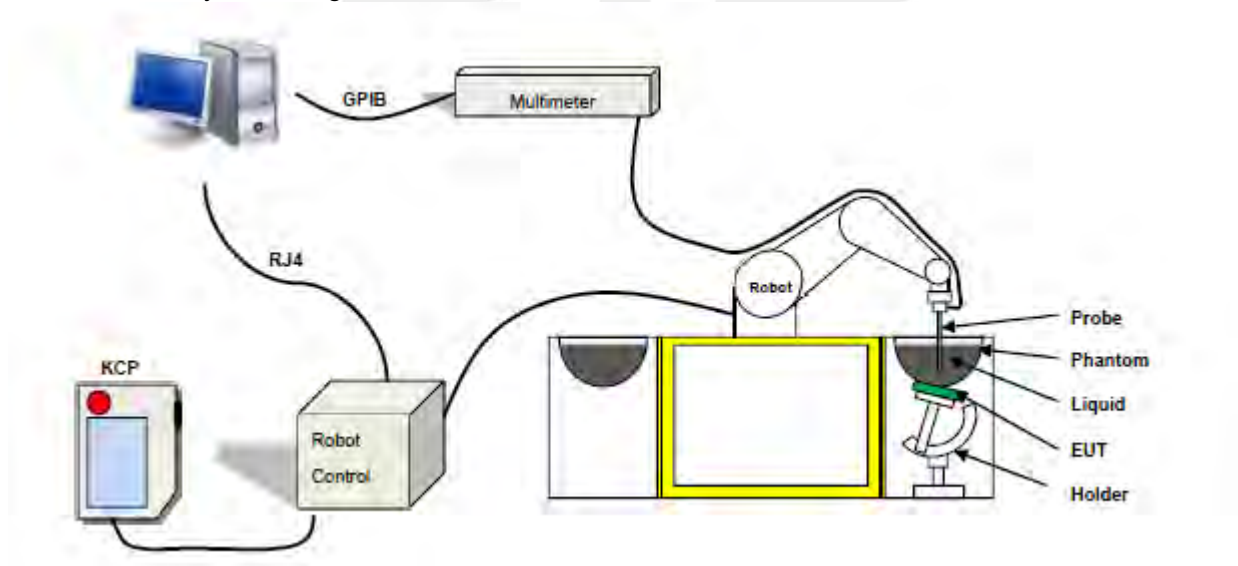 GPIB
Multimeter
RJ4
Robot
Probe
Phantom
KCP
Liquid
Robot
Control
EUT
Holder